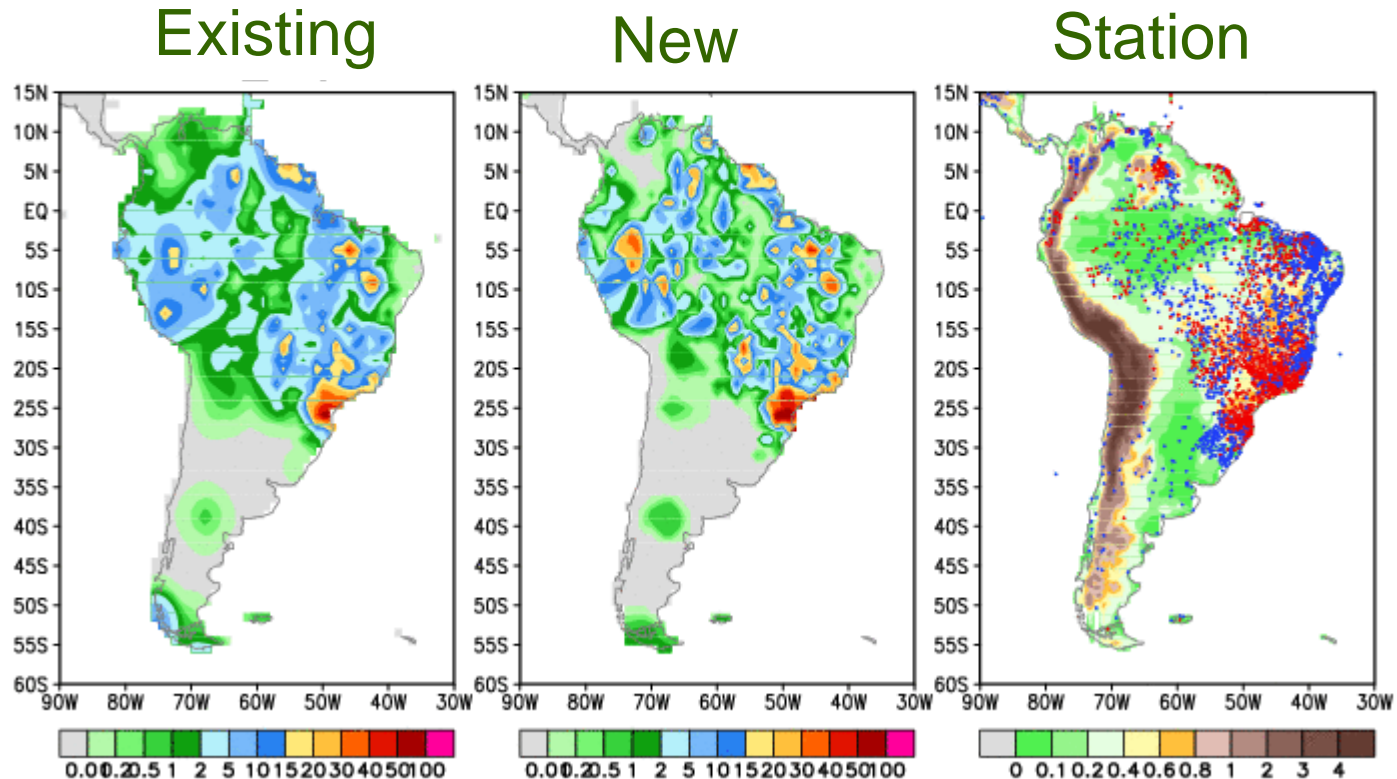 Existing New Station
15N 15N 15N
10N 10N 10N
5N 5N 5N
EQ EQ EQ
5S 5S 5S
10S 10S 10S
15S 15S 15S
20S 20S 20S
25S 25S 25S
30S 30S 30S
35S 35S 35S
40S 40S 40S
45S 45S 45S
50S 50S 50S
55S 55S 55S
60S 60S 60S
90W 80W 70W 60W 50W 40W 30W 90W 80W 70W 60W 50W 40W 30W 90W 80W 70W 60W 50W 40W 30W
1 2 5 10 15 20 30 40 50 100 1 2 5 10 15 20 30 40 50 100 0 0.1 0.2 0.4 0.6 0.8 1 2 3 4